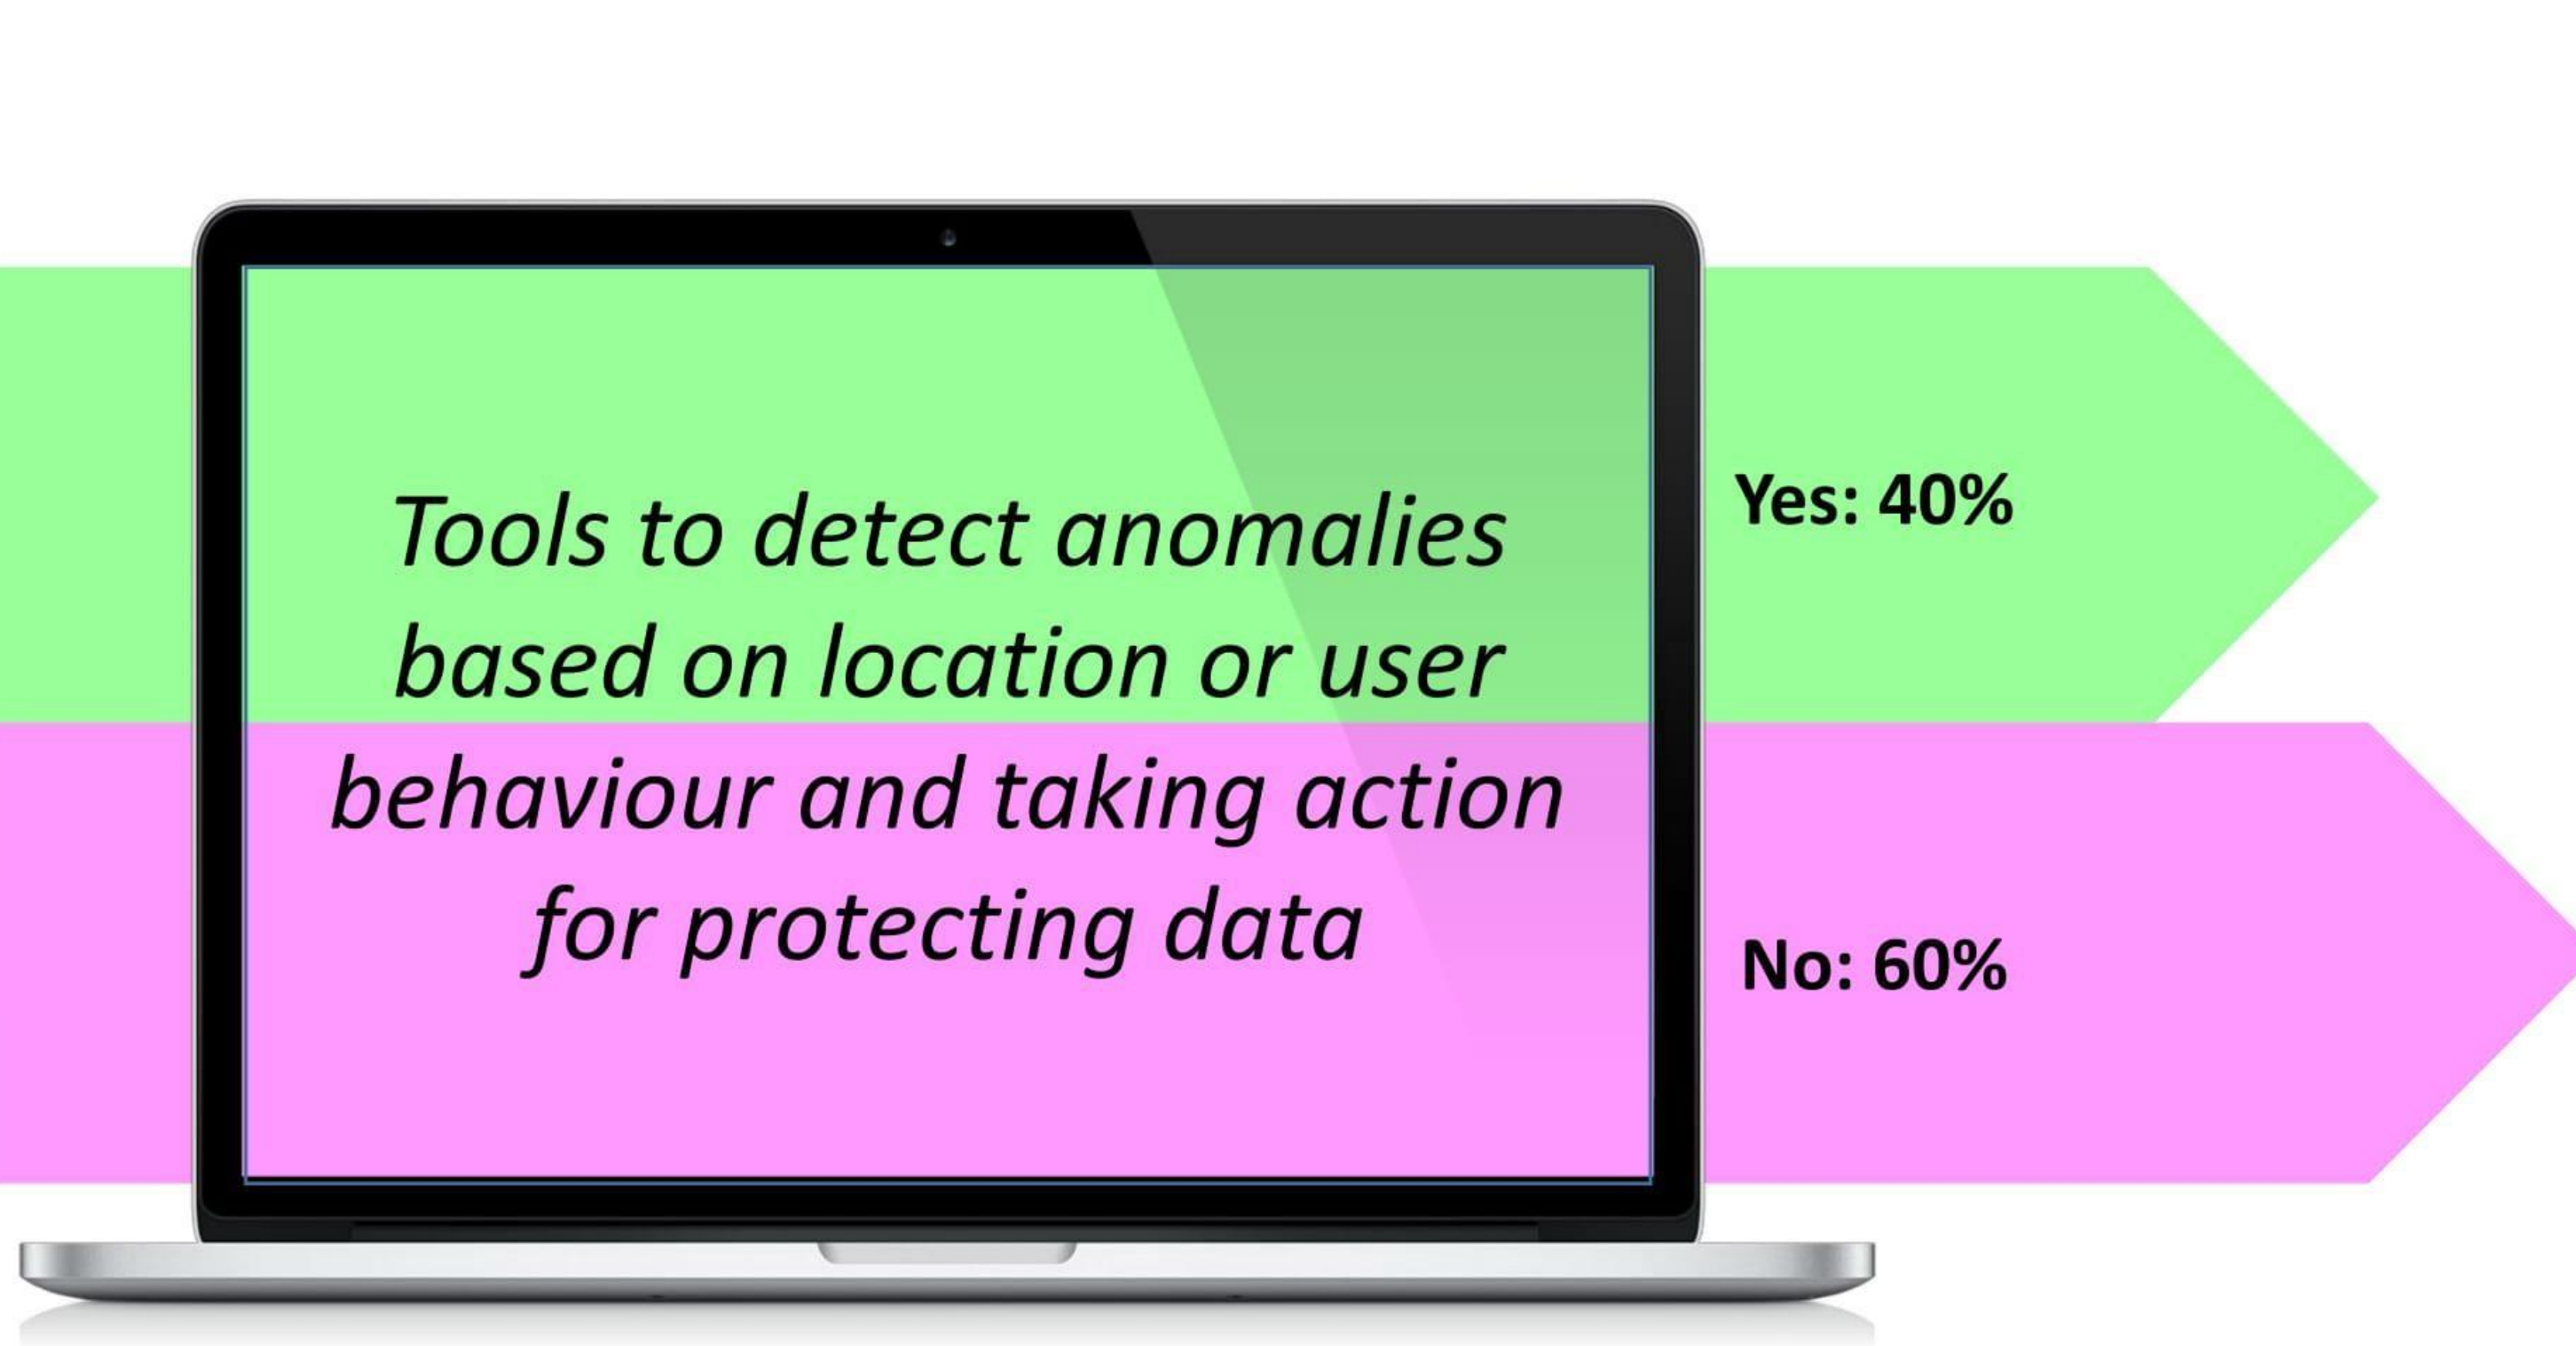 Tools to detect anomalies
based on location or user
behaviour and taking action
for protecting data
Yes: 40%
No: 60%